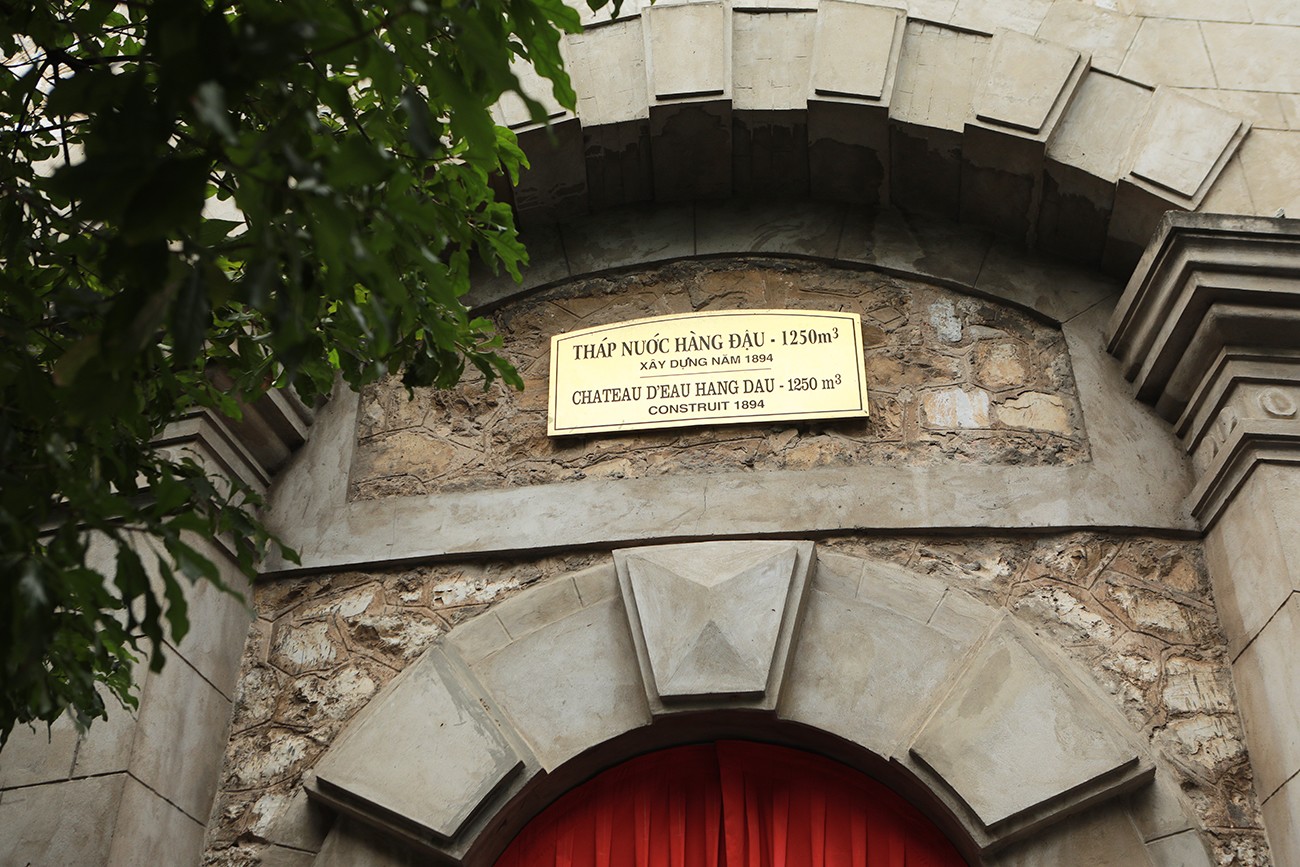 THÁP NƯỚC HÀNG ĐẬU - 1250m³
XÂY DỰNG NĂM 1894
CHATEAU D'EAU HANG DAU - 1250 m³
CONSTRUIT 1894